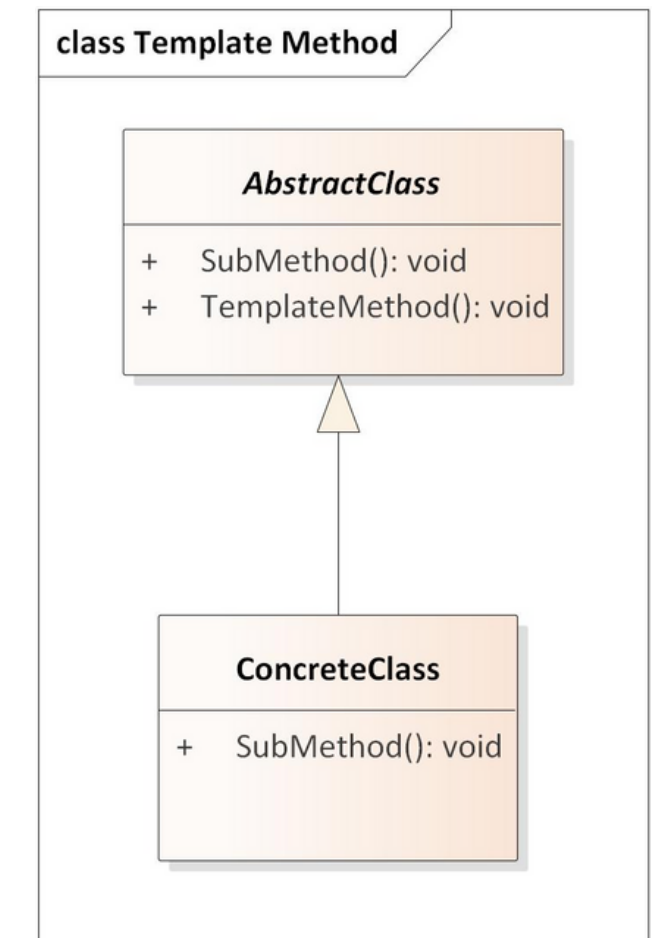 class Template Method
AbstractClass
+ SubMethod(): void
+ TemplateMethod(): void
ConcreteClass
+ SubMethod(): void